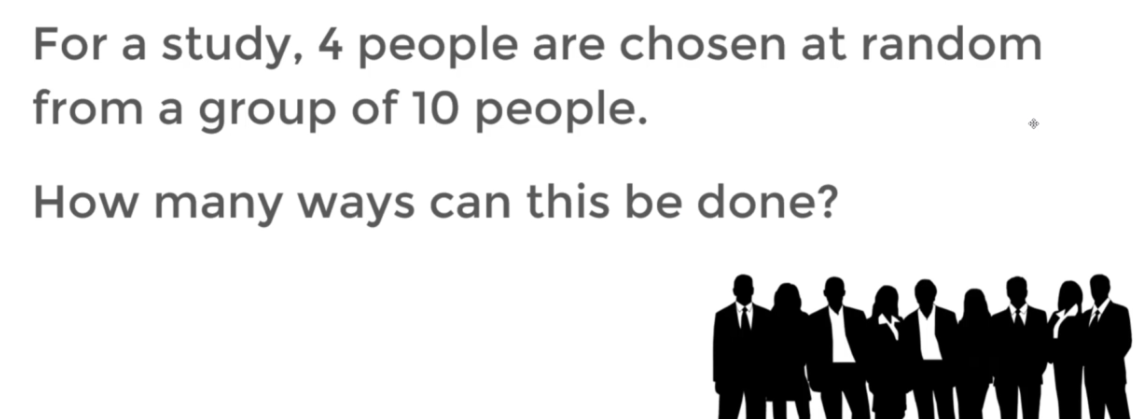 For a study, 4 people are chosen at random
from a group of 10 people.
How many ways can this be done?